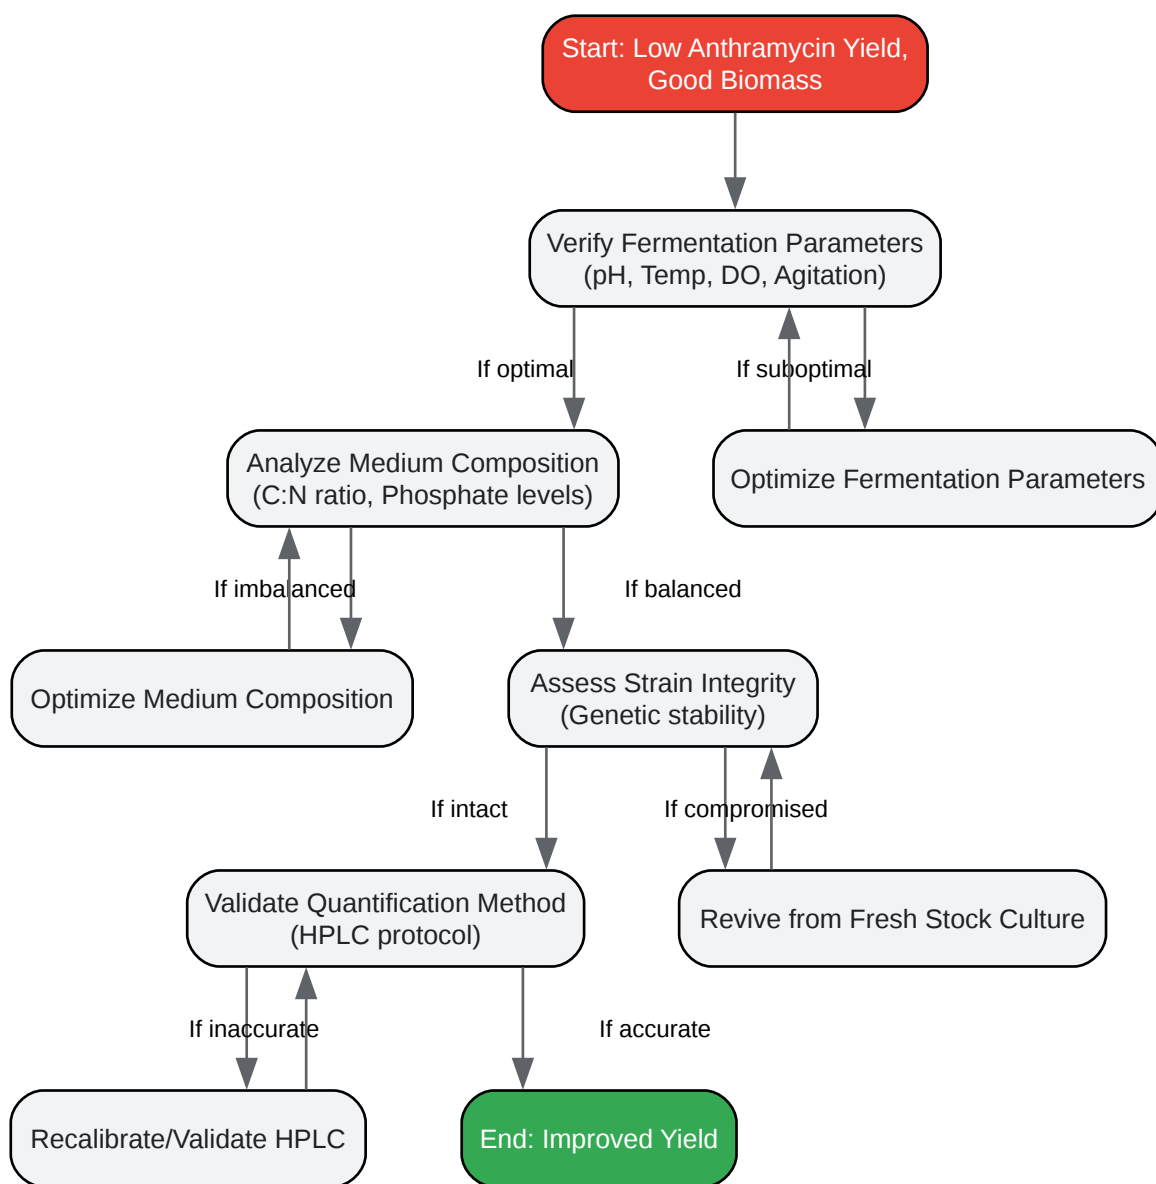 Start: Low Anthramycin Yield,
Good Biomass
Verify Fermentation Parameters
(pH, Temp, DO, Agitation)
If optimal
If suboptimal
Analyze Medium Composition
(C:N ratio, Phosphate levels)
Optimize Fermentation Parameters
If imbalanced
If balanced
Optimize Medium Composition
Assess Strain Integrity
(Genetic stability)
If intact
If compromised
Validate Quantification Method
(HPLC protocol)
Revive from Fresh Stock Culture
If inaccurate
If accurate
Recalibrate/Validate HPLC
End: Improved Yield